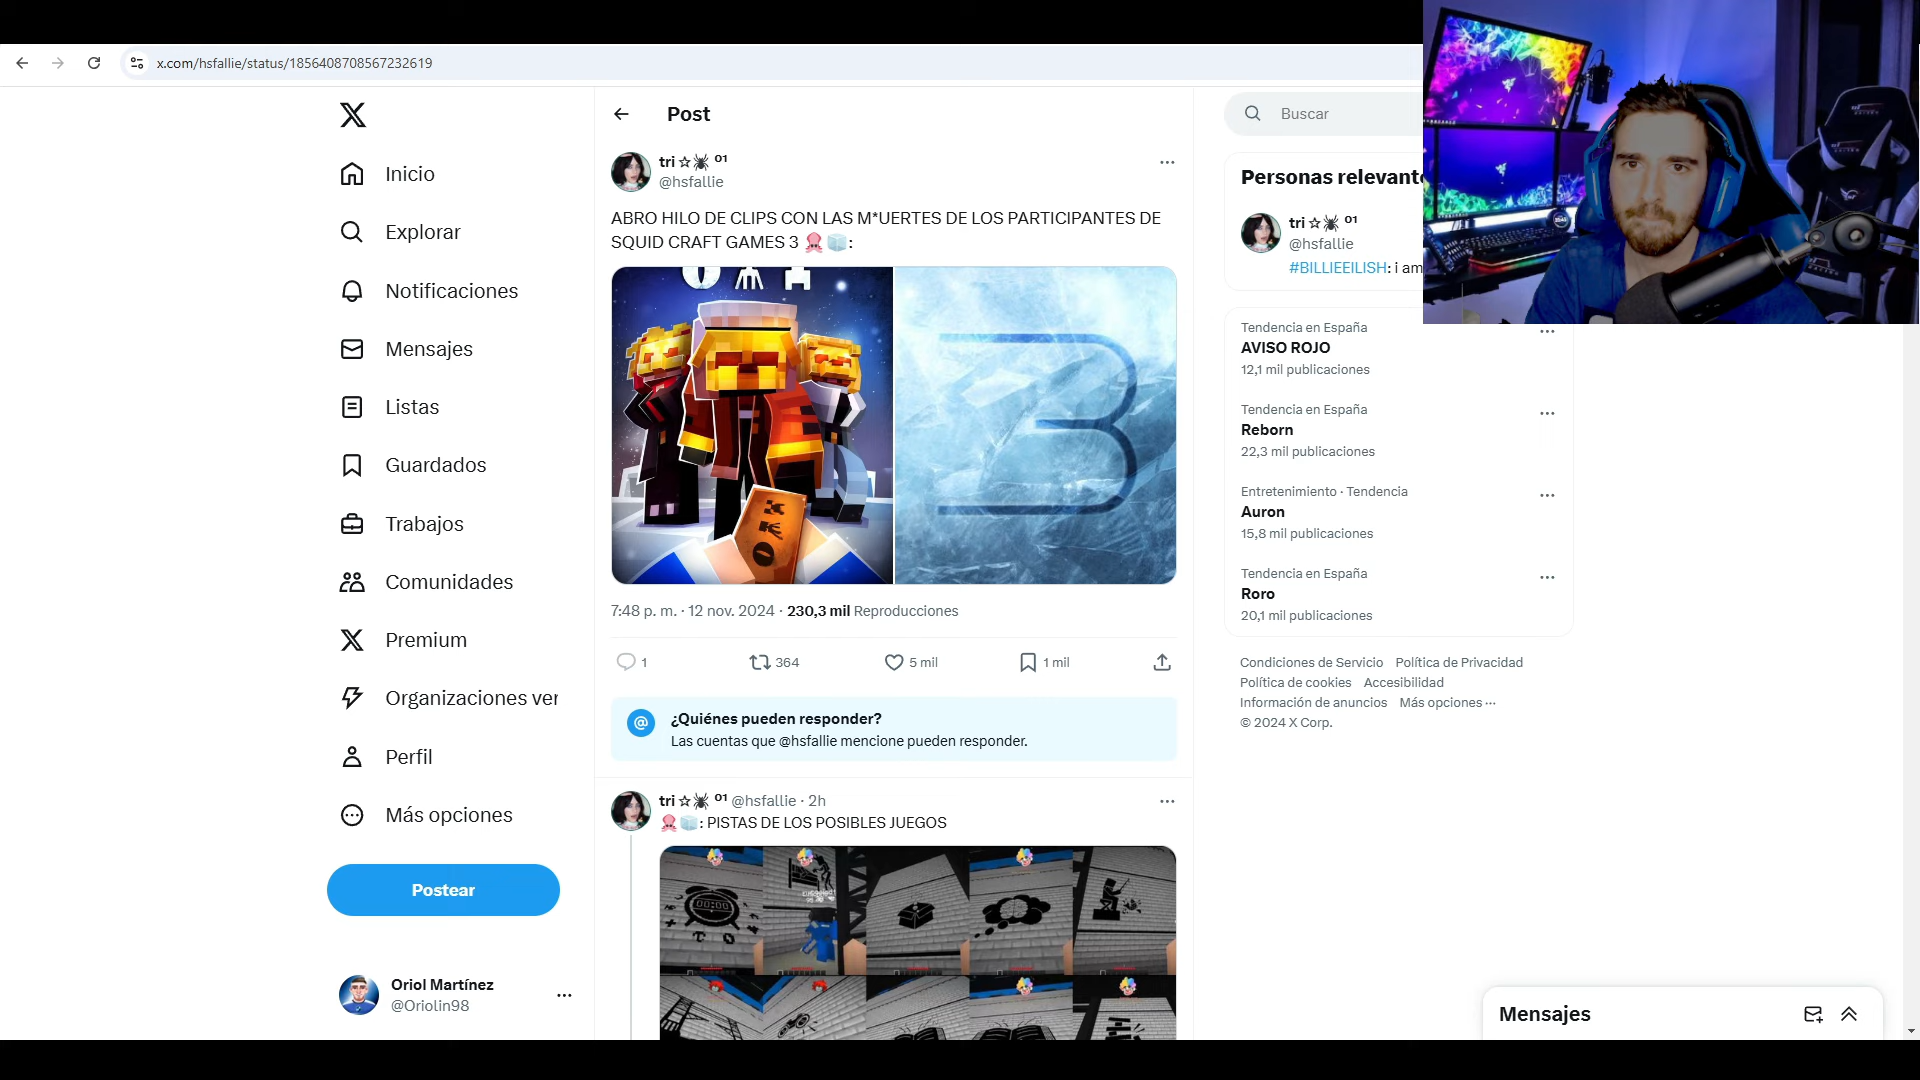 x.com/hsfallie/status/1856408708567232619
Inicio
Explorar
Notificaciones
Mensajes
Listas
Guardados
Trabajos
Comunidades
Premium
Organizaciones ver
Perfil
Más opciones
Postear
Oriol Martínez
@Oriolin98
Post
tri☆🕷 ⁰¹
@hsfallie
ABRO HILO DE CLIPS CON LAS M*UERTES DE LOS PARTICIPANTES DE
SQUID CRAFT GAMES 3 🦑🧊:
3
7:48 p. m. · 12 nov. 2024 · 230,3 mil Reproducciones
1 364 5 mil 1 mil
¿Quiénes pueden responder?
Las cuentas que @hsfallie mencione pueden responder.
tri☆🕷 ⁰¹ @hsfallie · 2h
🦑🧊: PISTAS DE LOS POSIBLES JUEGOS
00:00
Buscar
Personas relevant
tri☆🕷 ⁰¹
@hsfallie
#BILLIEEILISH: i am
Tendencia en España
AVISO ROJO
12,1 mil publicaciones
Tendencia en España
Reborn
22,3 mil publicaciones
Entretenimiento · Tendencia
Auron
15,8 mil publicaciones
Tendencia en España
Roro
20,1 mil publicaciones
Condiciones de Servicio Política de Privacidad
Política de cookies Accesibilidad
Información de anuncios Más opciones ···
© 2024 X Corp.
Mensajes